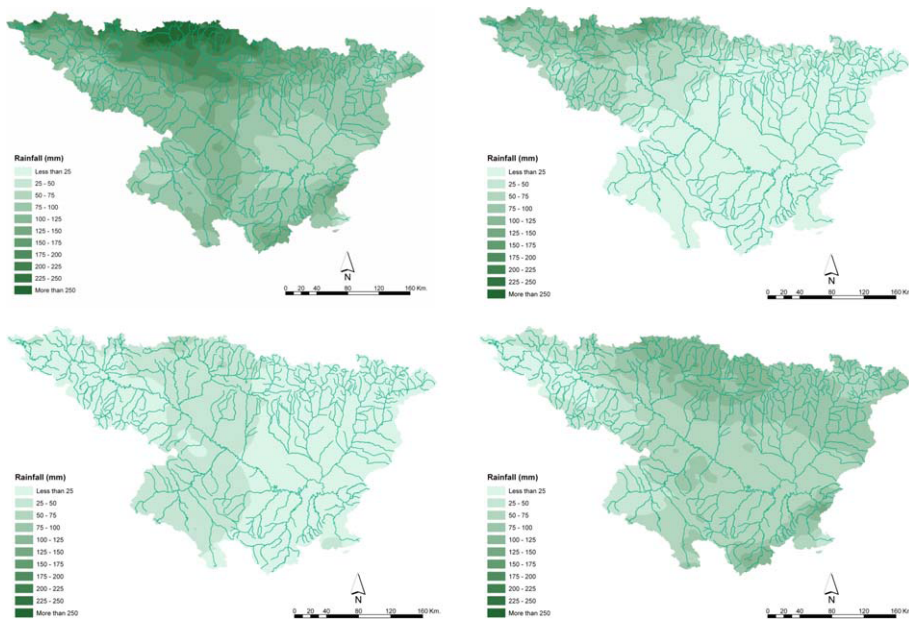 Rainfall (mm)
Less than 25
25 - 50
50 - 75
75 - 100
100 - 125
125 - 150
150 - 175
175 - 200
200 - 225
225 - 250
More than 250
N
0 20 40 80 120 160 Km.
Rainfall (mm)
Less than 25
25 - 50
50 - 75
75 - 100
100 - 125
125 - 150
150 - 175
175 - 200
200 - 225
225 - 250
More than 250
N
0 20 40 80 120 160 Km.
Rainfall (mm)
Less than 25
25 - 50
50 - 75
75 - 100
100 - 125
125 - 150
150 - 175
175 - 200
200 - 225
225 - 250
More than 250
N
0 20 40 80 120 160 Km.
Rainfall (mm)
Less than 25
25 - 50
50 - 75
75 - 100
100 - 125
125 - 150
150 - 175
175 - 200
200 - 225
225 - 250
More than 250
N
0 20 40 80 120 160 Km.